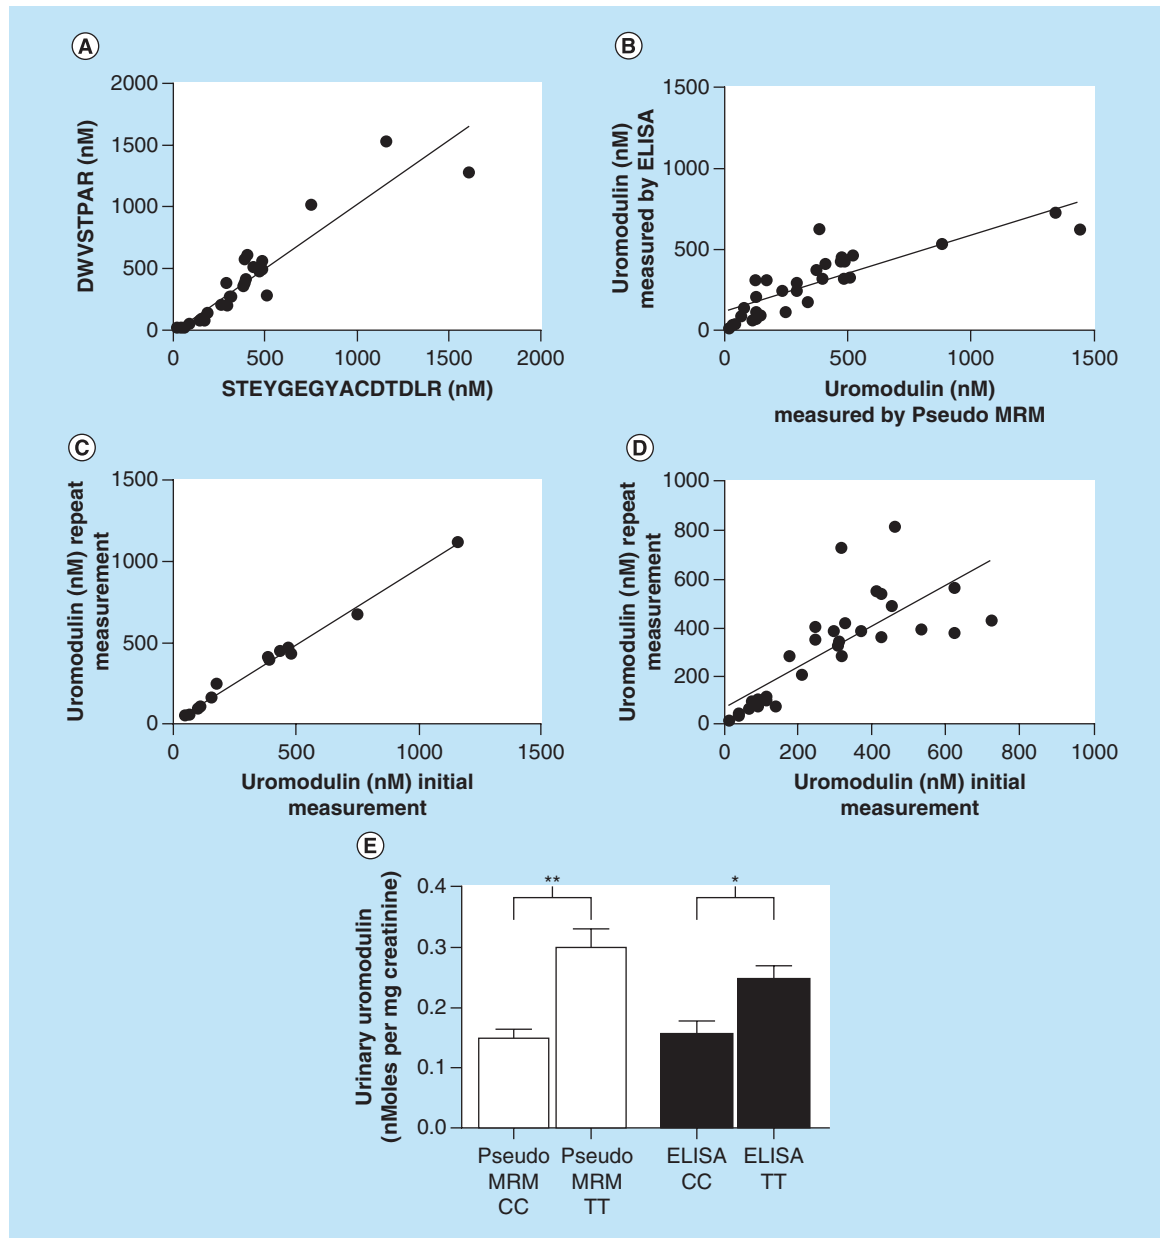 A
2000
1500
1000
500
0
DWVSTPAR (nM)
0 500 1000 1500 2000
STEYGEGYACDTDLR (nM)
B
1500
1000
500
0
Uromodulin (nM)
measured by ELISA
0 500 1000 1500
Uromodulin (nM)
measured by Pseudo MRM
C
1500
1000
500
0
Uromodulin (nM) repeat
measurement
0 500 1000 1500
Uromodulin (nM) initial
measurement
D
1000
800
600
400
200
0
Uromodulin (nM) repeat
measurement
0 200 400 600 800 1000
Uromodulin (nM) initial
measurement
E
0.4
0.3
0.2
0.1
0.0
Urinary uromodulin
(nMoles per mg creatinine)
** *
Pseudo Pseudo ELISA ELISA
MRM MRM CC TT
CC TT